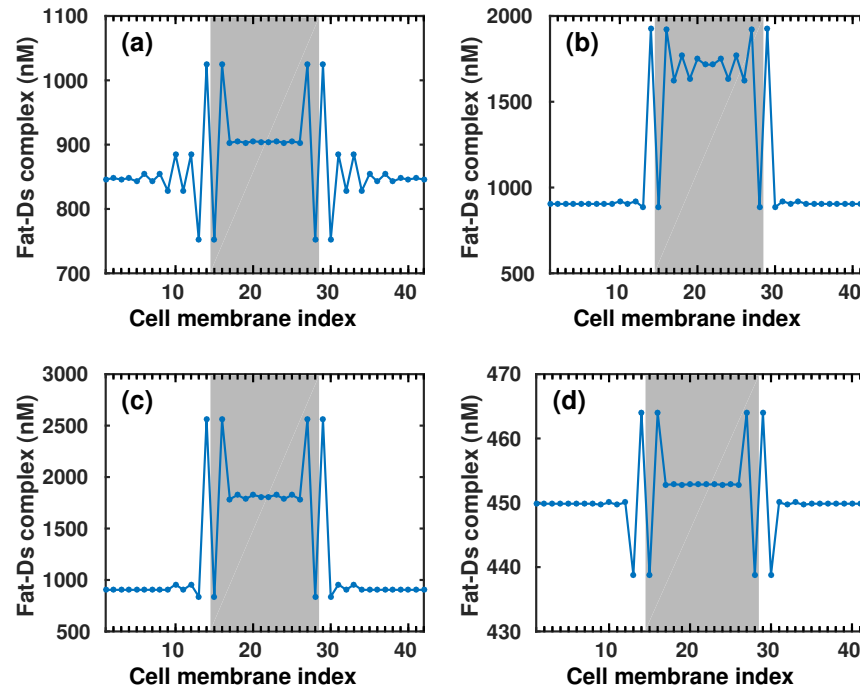 (a)
Fat-Ds complex (nM)
1100
1000
900
800
700
10 20 30 40
Cell membrane index
(b)
Fat-Ds complex (nM)
2000
1500
1000
500
10 20 30 40
Cell membrane index
(c)
Fat-Ds complex (nM)
3000
2500
2000
1500
1000
500
10 20 30 40
Cell membrane index
(d)
Fat-Ds complex (nM)
470
460
450
440
430
10 20 30 40
Cell membrane index